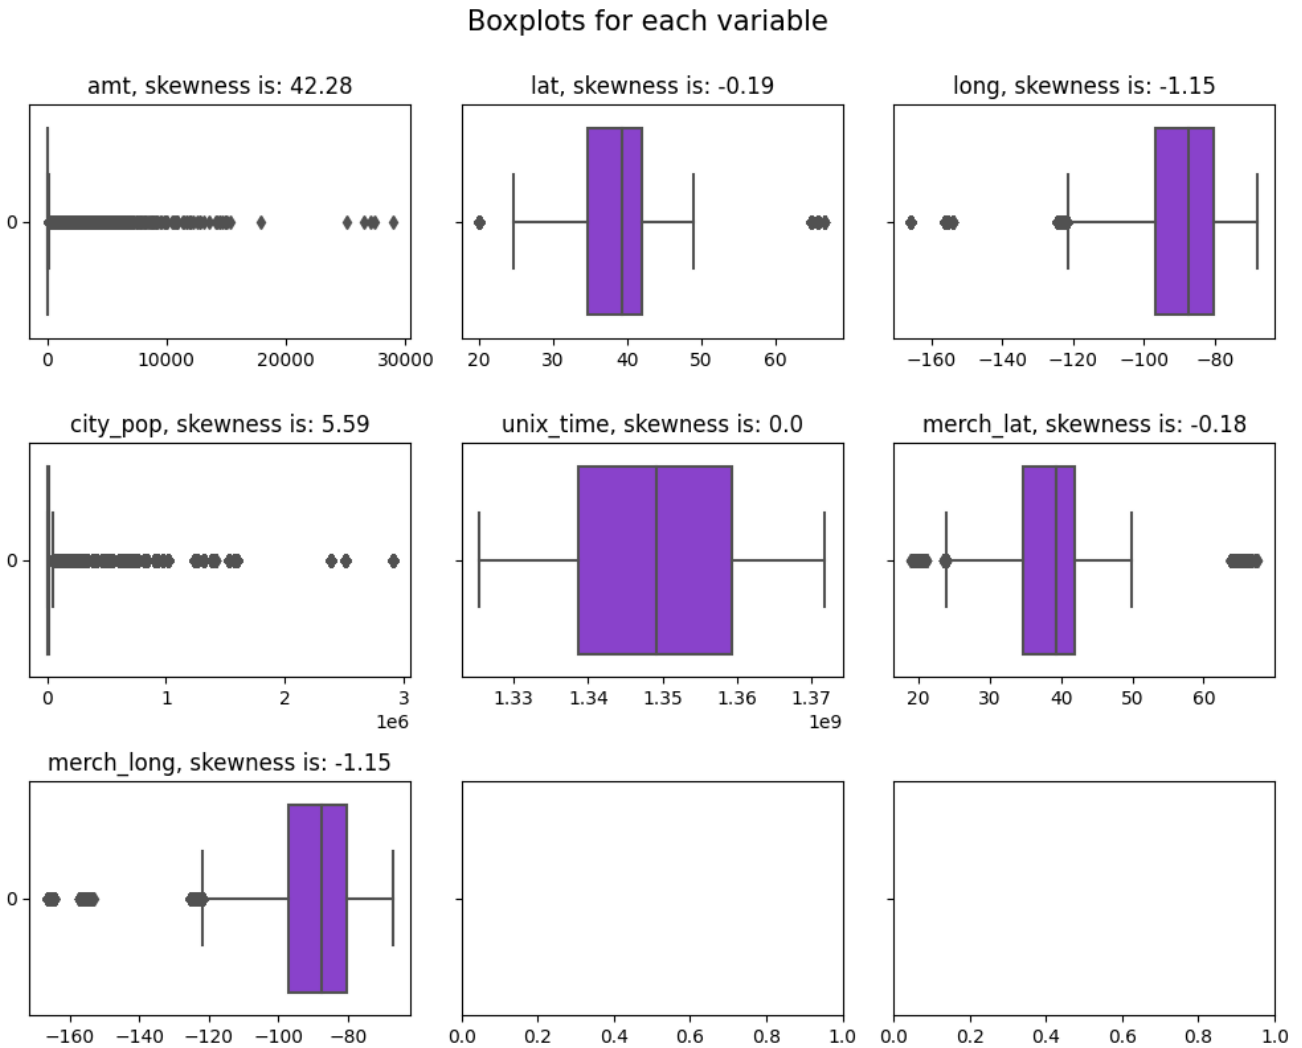 Boxplots for each variable
amt, skewness is: 42.28
lat, skewness is: -0.19
long, skewness is: -1.15
0
0 10000 20000 30000
20 30 40 50 60
−160 −140 −120 −100 −80
city_pop, skewness is: 5.59
unix_time, skewness is: 0.0
merch_lat, skewness is: -0.18
0
0 1 2 3
1e6
1.33 1.34 1.35 1.36 1.37
1e9
20 30 40 50 60
merch_long, skewness is: -1.15
0
−160 −140 −120 −100 −80
0.0 0.2 0.4 0.6 0.8 1.0
0.0 0.2 0.4 0.6 0.8 1.0